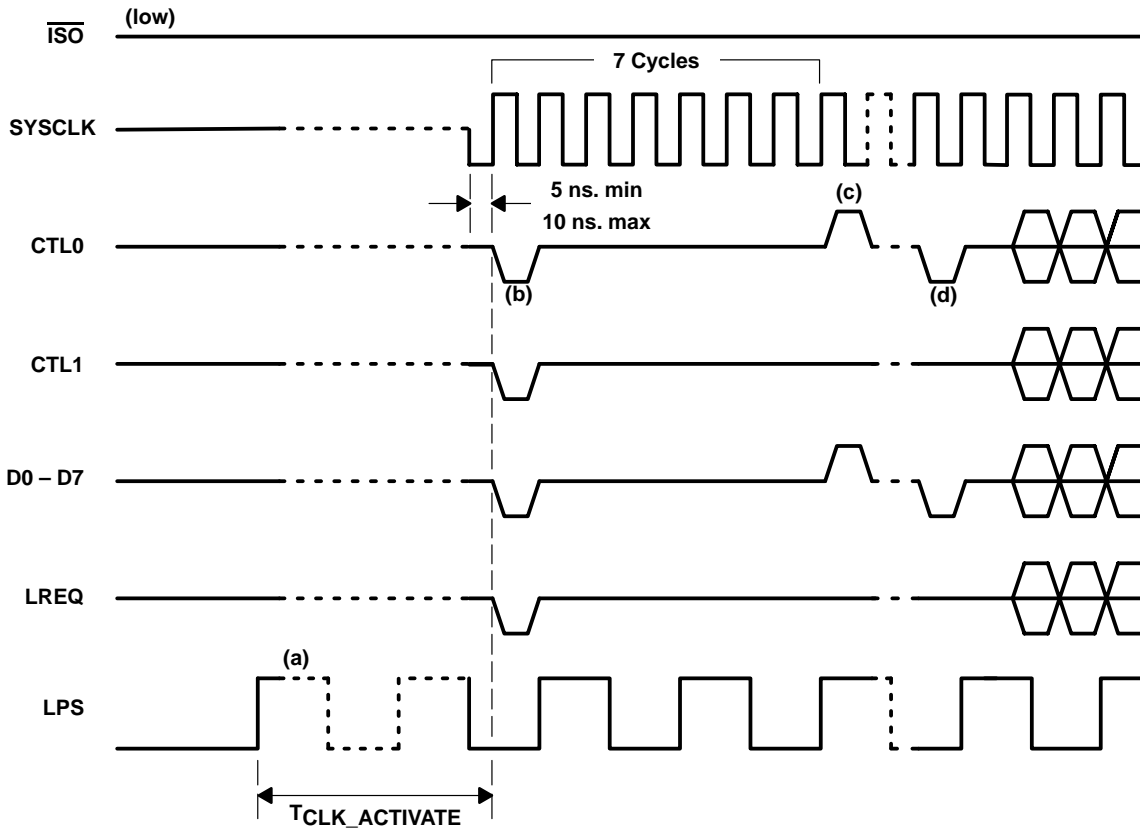 (low)
ISO
7 Cycles
SYSCLK
5 ns. min
10 ns. max
(c)
CTL0
(b)
(d)
CTL1
D0 – D7
LREQ
(a)
LPS
TCLK_ACTIVATE